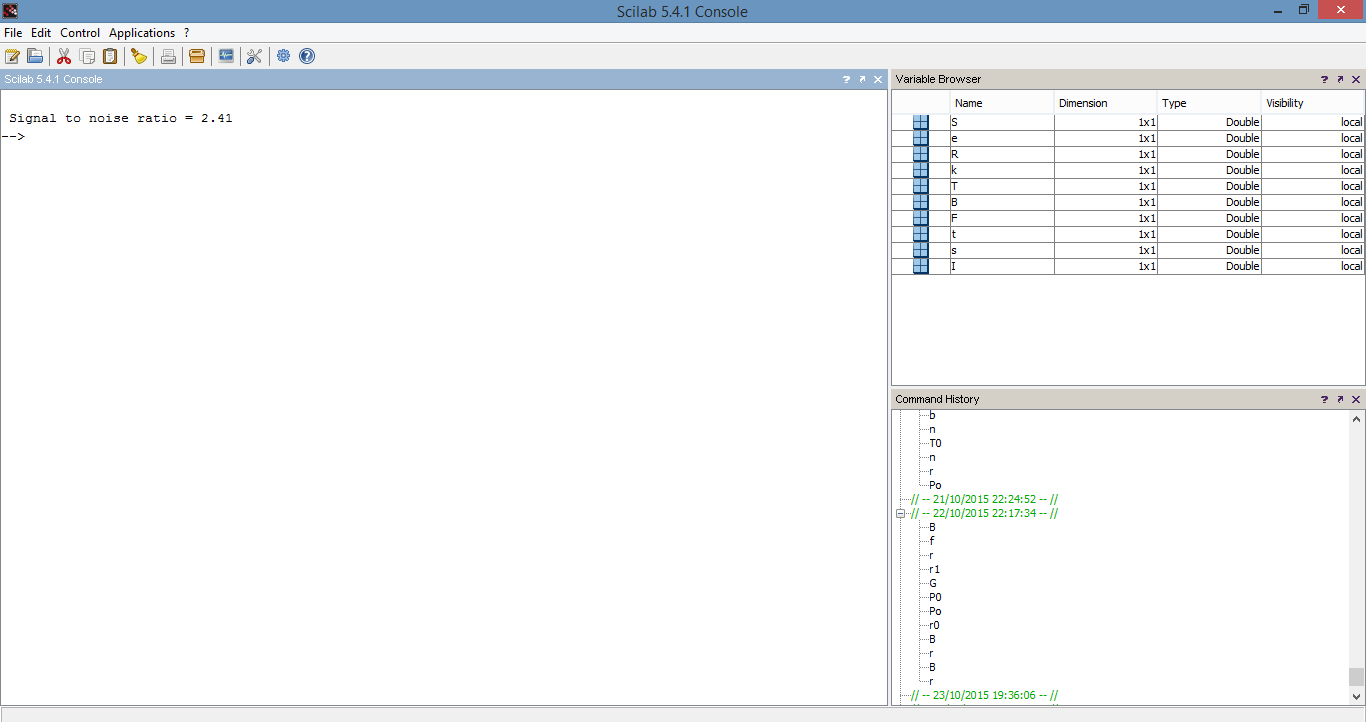 Scilab 5.4.1 Console
File Edit Control Applications ?
Scilab 5.4.1 Console
Signal to noise ratio = 2.41
-->
Variable Browser
Name Dimension Type Visibility
S 1x1 Double local
e 1x1 Double local
R 1x1 Double local
k 1x1 Double local
T 1x1 Double local
B 1x1 Double local
F 1x1 Double local
t 1x1 Double local
s 1x1 Double local
I 1x1 Double local
Command History
b
n
T0
n
r
Po
// -- 21/10/2015 22:24:52 -- //
// -- 22/10/2015 22:17:34 -- //
B
f
r
r1
G
P0
Po
r0
B
r
B
r
// -- 23/10/2015 19:36:06 -- //